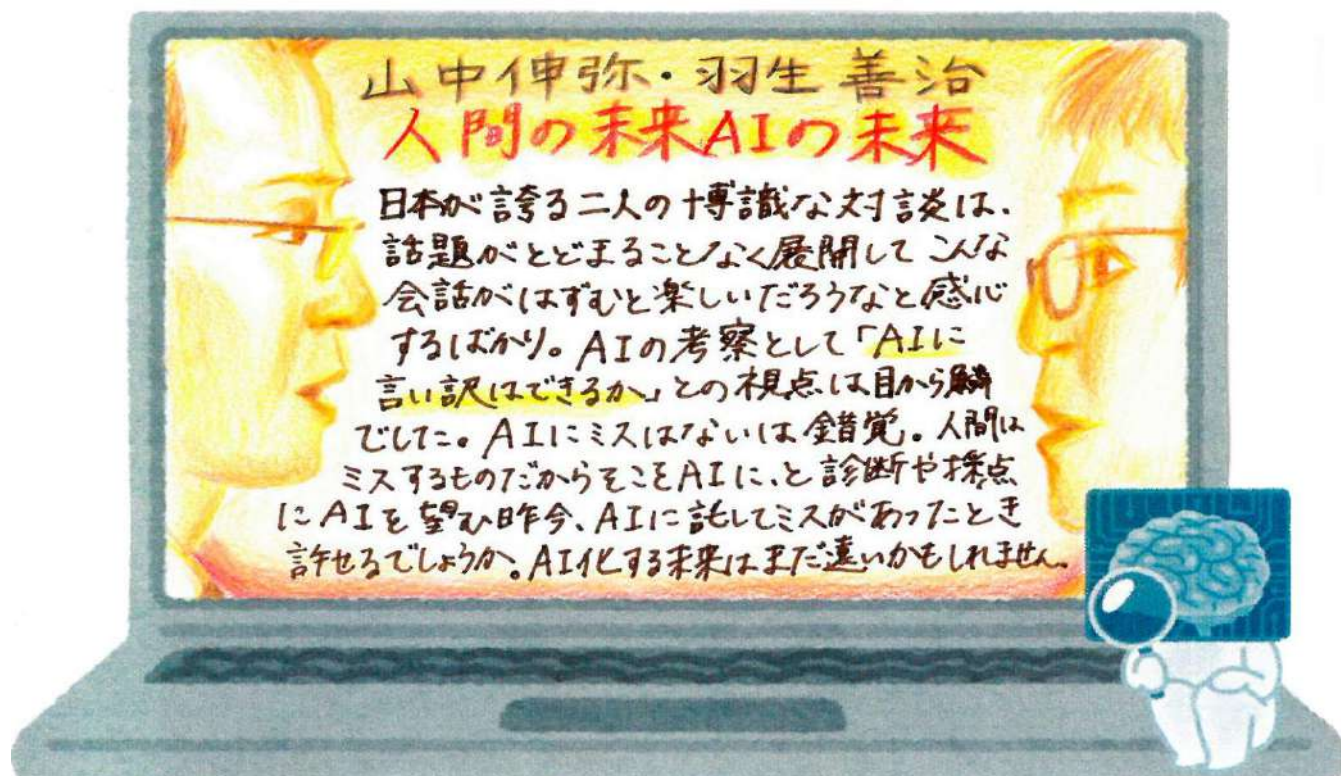 山中伸弥・羽生善治
人間の未来AIの未来
日本が誇る二人の博識な対談は、
話題がとどまることなく展開してこんな
会話がはずむと楽しいだろうなと感心
するばかり。AIの考察として「AIに
言い訳はできるか」との視点は目から鱗
でした。AIにミスはないは錯覚。人間は
ミスするものだからそこをAIに、と診断や採点
にAIを望む昨今、AIに託してミスがあったとき
許せるでしょうか。AI化する未来はまだ遠いかもしれません。